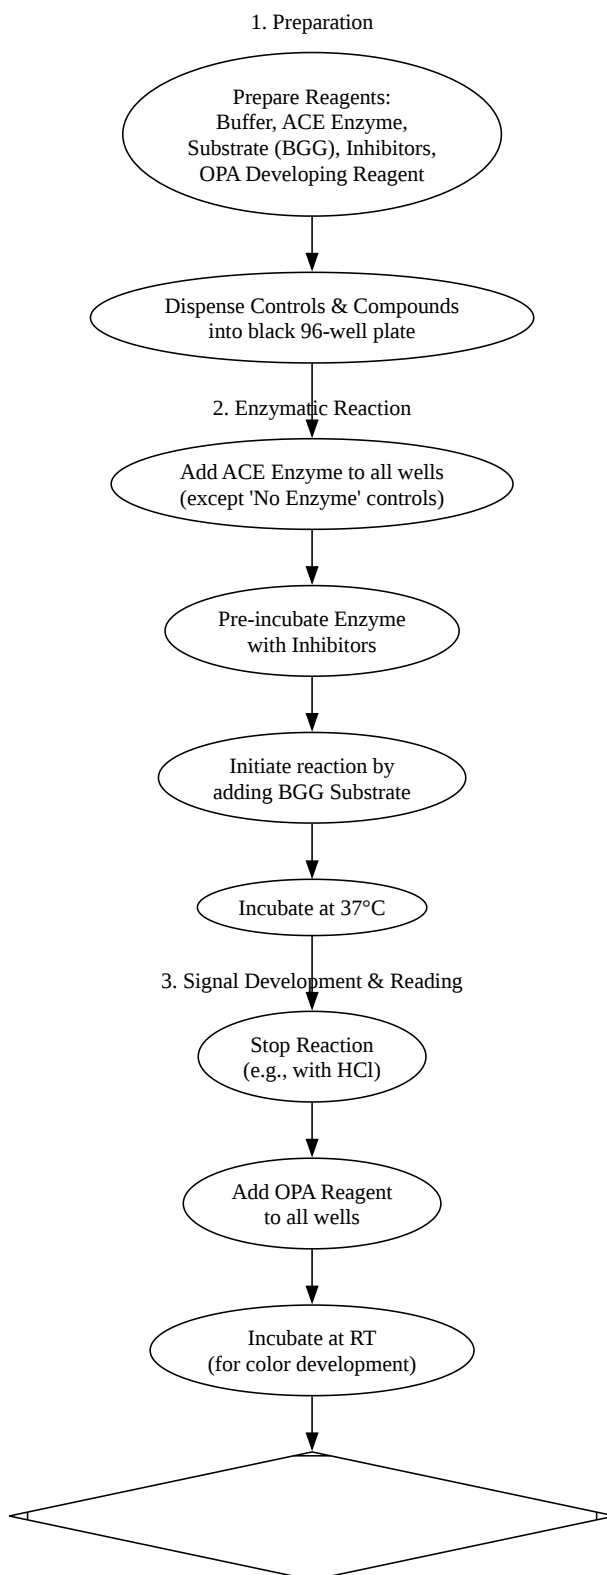 1. Preparation
Prepare Reagents:
Buffer, ACE Enzyme,
Substrate (BGG), Inhibitors,
OPA Developing Reagent
Dispense Controls & Compounds
into black 96-well plate
2. Enzymatic Reaction
Add ACE Enzyme to all wells
(except 'No Enzyme' controls)
Pre-incubate Enzyme
with Inhibitors
Initiate reaction by
adding BGG Substrate
Incubate at 37°C
3. Signal Development & Reading
Stop Reaction
(e.g., with HCl)
Add OPA Reagent
to all wells
Incubate at RT
(for color development)